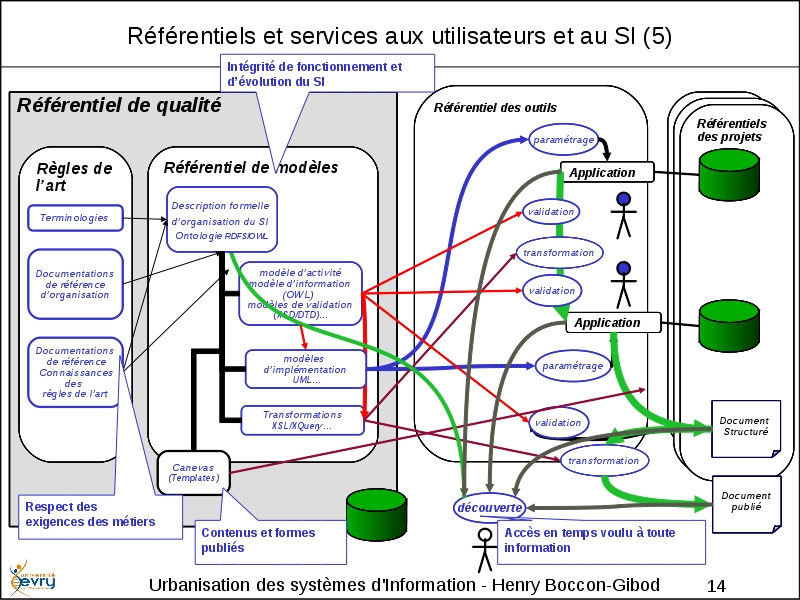 Référentiels et services aux utilisateurs et au SI (5)
Intégrité de fonctionnement et
d'évolution du SI
Référentiel de qualité
Règles de
l'art
Terminologies
Documentations
de référence
d'organisation
Documentations
de référence
Connaissances
des
règles de l'art
Référentiel de modèles
Description formelle
d'organisation du SI
Ontologie RDFS/OWL
modèle d'activité
modèle d'information
(OWL)
modèles de validation
(XSD/DTD)...
modèles
d'implémentation
UML...
Transformations
XSL/XQuery...
Canevas
(Templates)
Respect des
exigences des métiers
Contenus et formes
publiés
Référentiel des outils
paramétrage
Application
validation
transformation
validation
Application
paramétrage
validation
transformation
découverte
Accès en temps voulu à toute
information
Référentiels
des projets
Document
Structuré
Document
publié
université
evry
Urbanisation des systèmes d'Information - Henry Boccon-Gibod
14